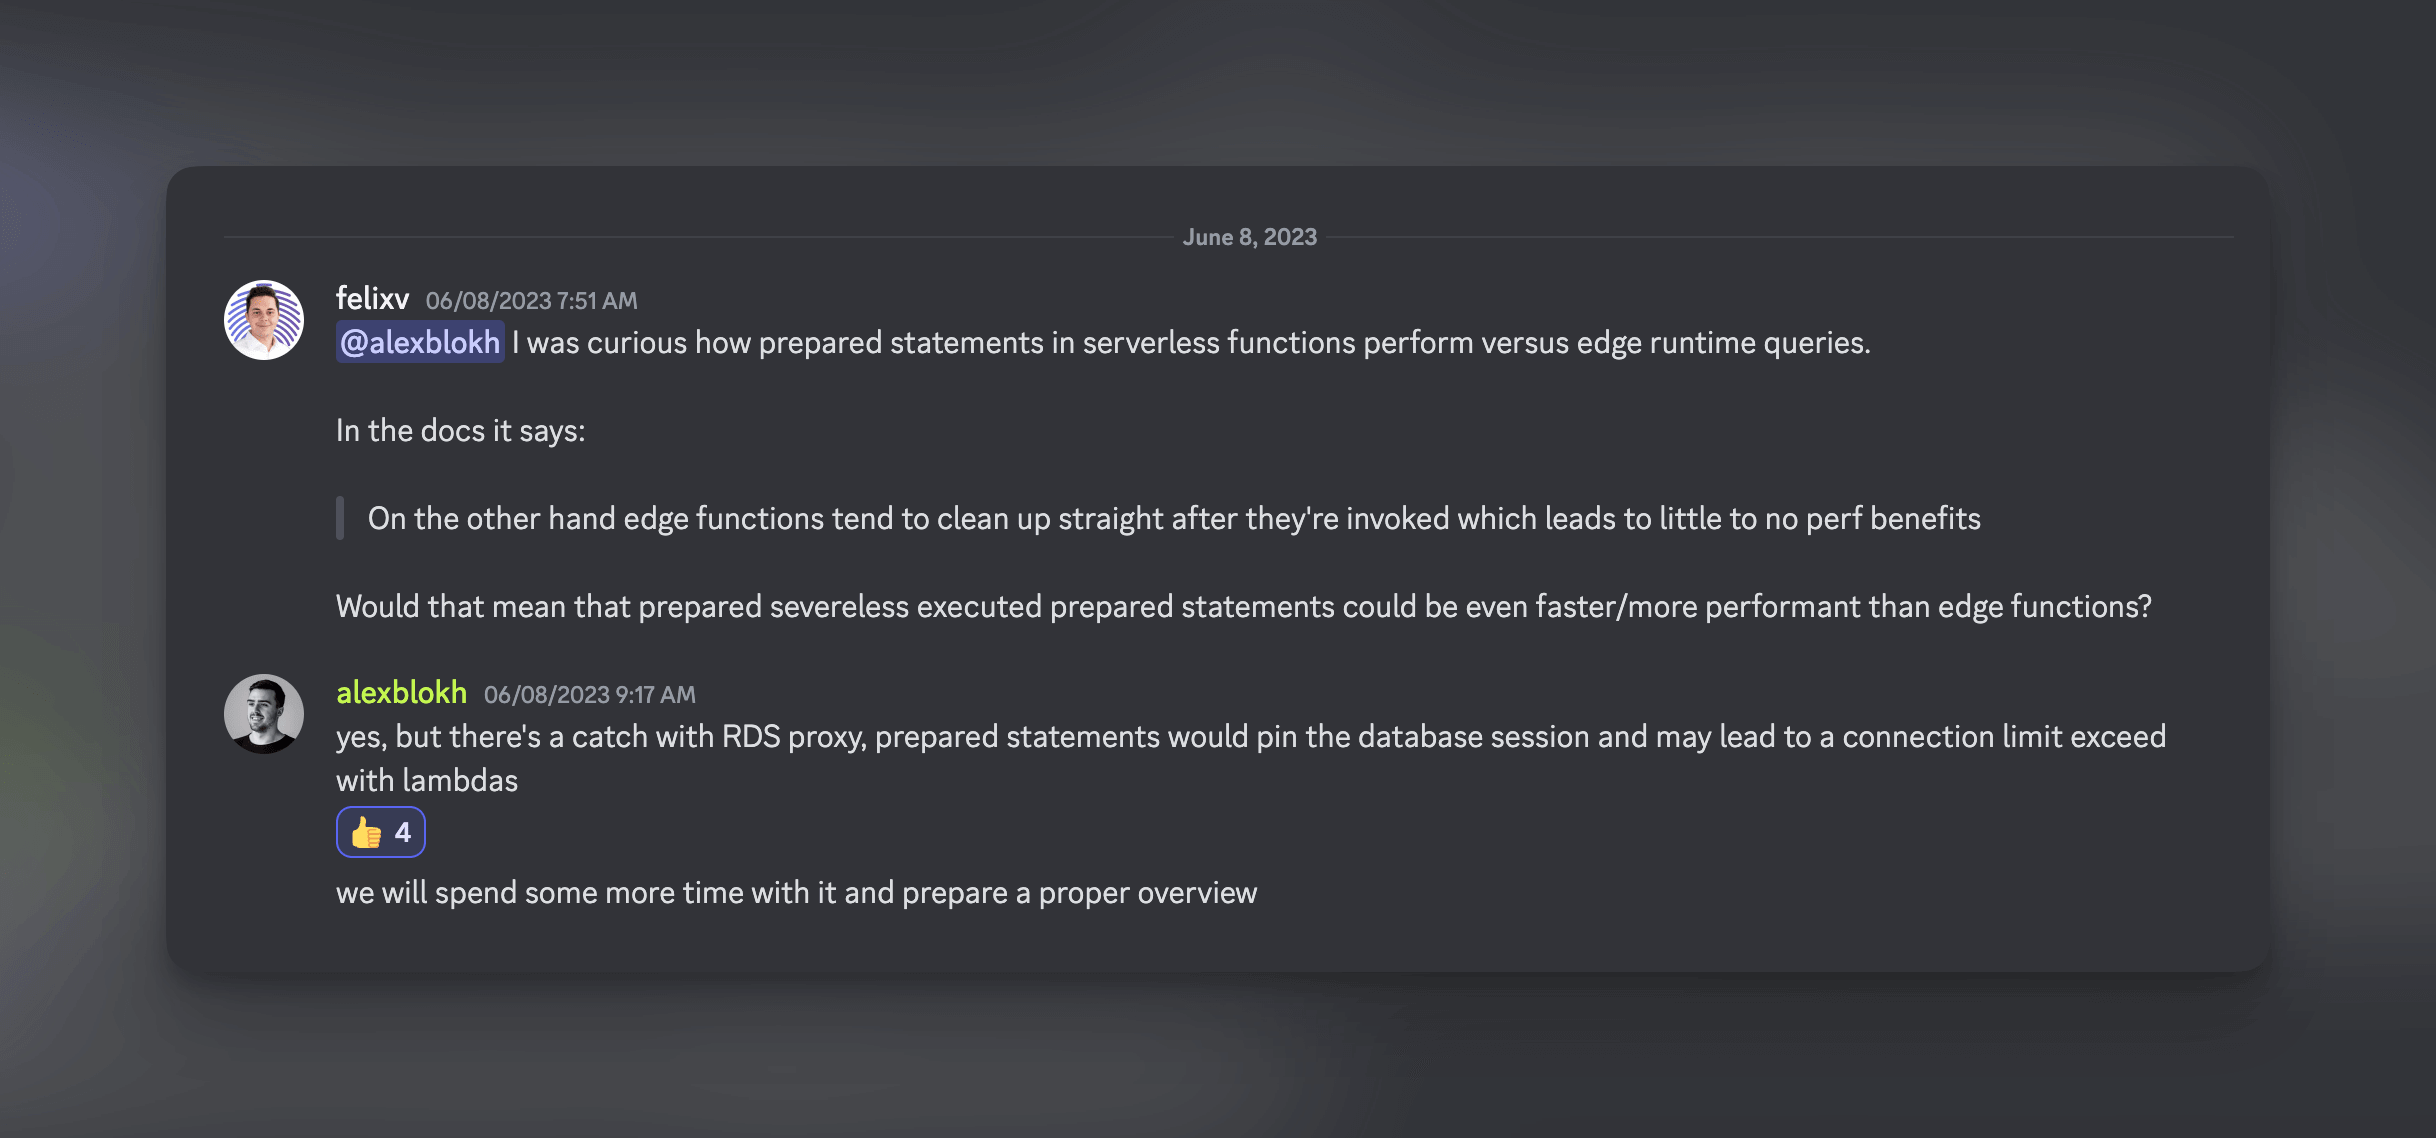 June 8, 2023
felixv 06/08/2023 7:51 AM
@alexblokh I was curious how prepared statements in serverless functions perform versus edge runtime queries.
In the docs it says:
On the other hand edge functions tend to clean up straight after they're invoked which leads to little to no perf benefits
Would that mean that prepared severeless executed prepared statements could be even faster/more performant than edge functions?
alexblokh 06/08/2023 9:17 AM
yes, but there's a catch with RDS proxy, prepared statements would pin the database session and may lead to a connection limit exceed
with lambdas
👍 4
we will spend some more time with it and prepare a proper overview